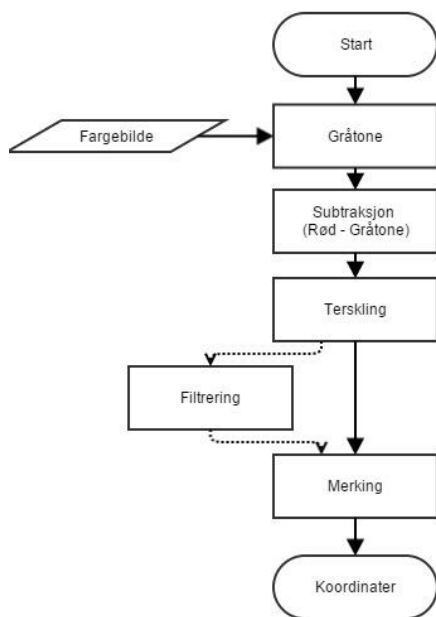 Start
Fargebilde
Gråtone
Subtraksjon
(Rød - Gråtone)
Terskling
Filtrering
Merking
Koordinater